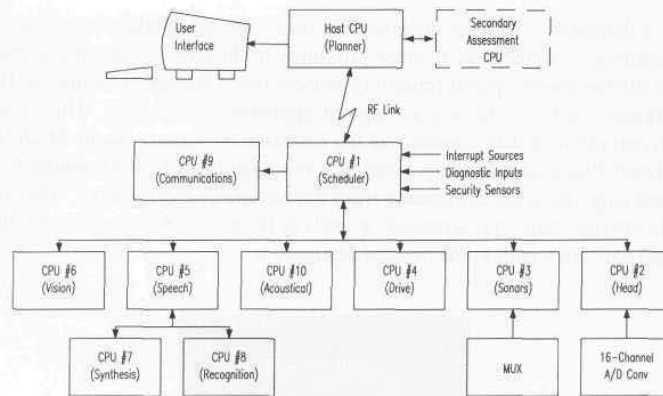 User
Interface
Host CPU
(Planner)
Secondary
Assessment
CPU
RF Link
CPU #9
(Communications)
CPU #1
(Scheduler)
Interrupt Sources
Diagnostic Inputs
Security Sensors
CPU #6
(Vision)
CPU #5
(Speech)
CPU #10
(Acoustical)
CPU #4
(Drive)
CPU #3
(Sonars)
CPU #2
(Head)
CPU #7
(Synthesis)
CPU #8
(Recognition)
MUX
16-Channel
A/D Conv